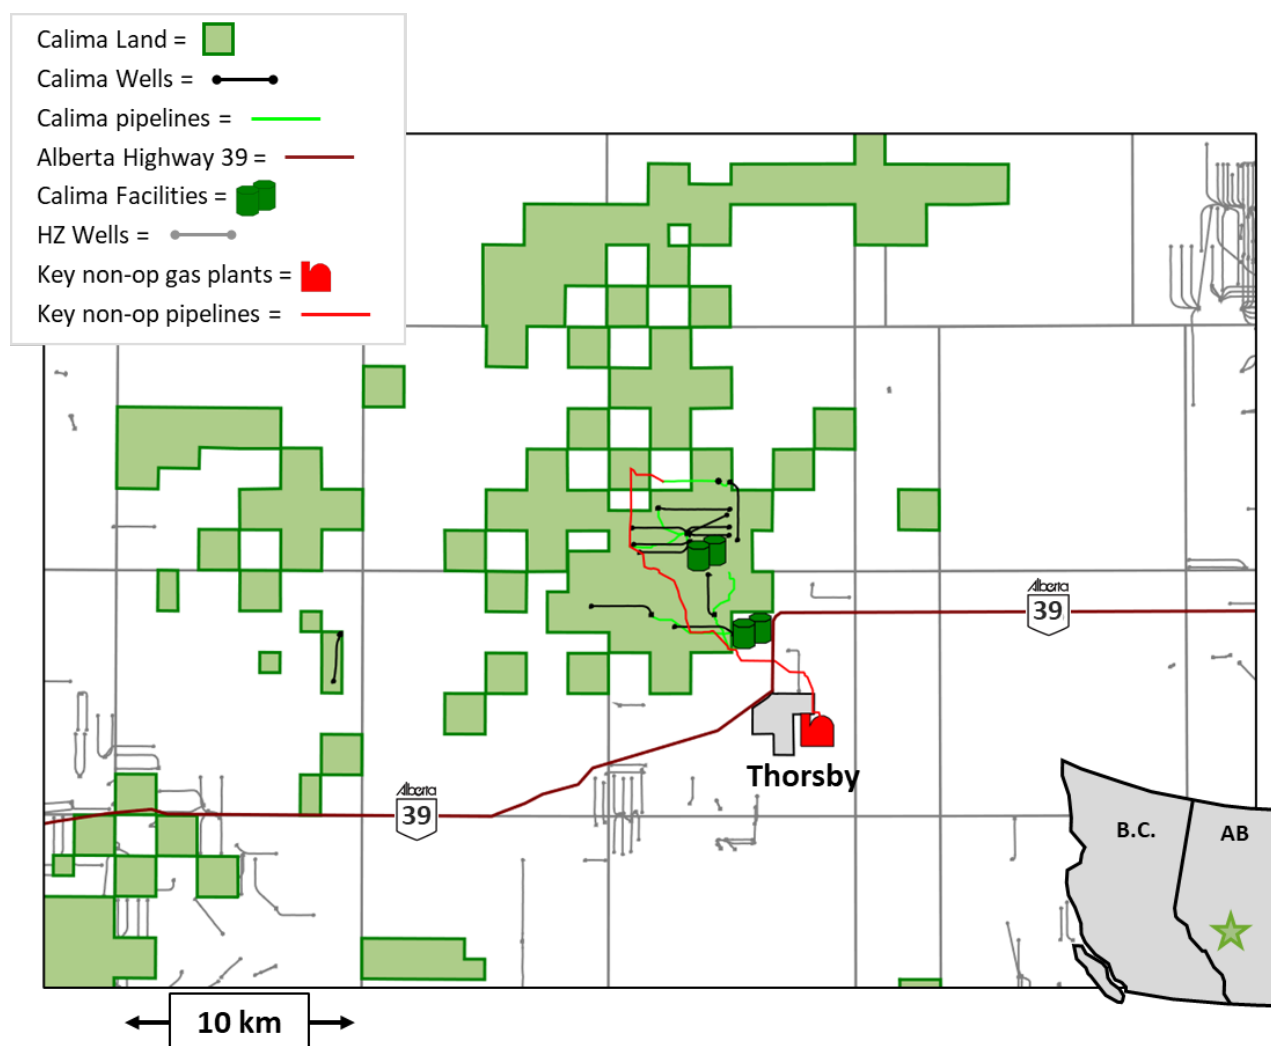 Calima Land =
Calima Wells =
Calima pipelines =
Alberta Highway 39 =
Calima Facilities =
HZ Wells =
Key non-op gas plants =
Key non-op pipelines =
Alberta
39
Thorsby
Alberta
39
B.C.
AB
10 km